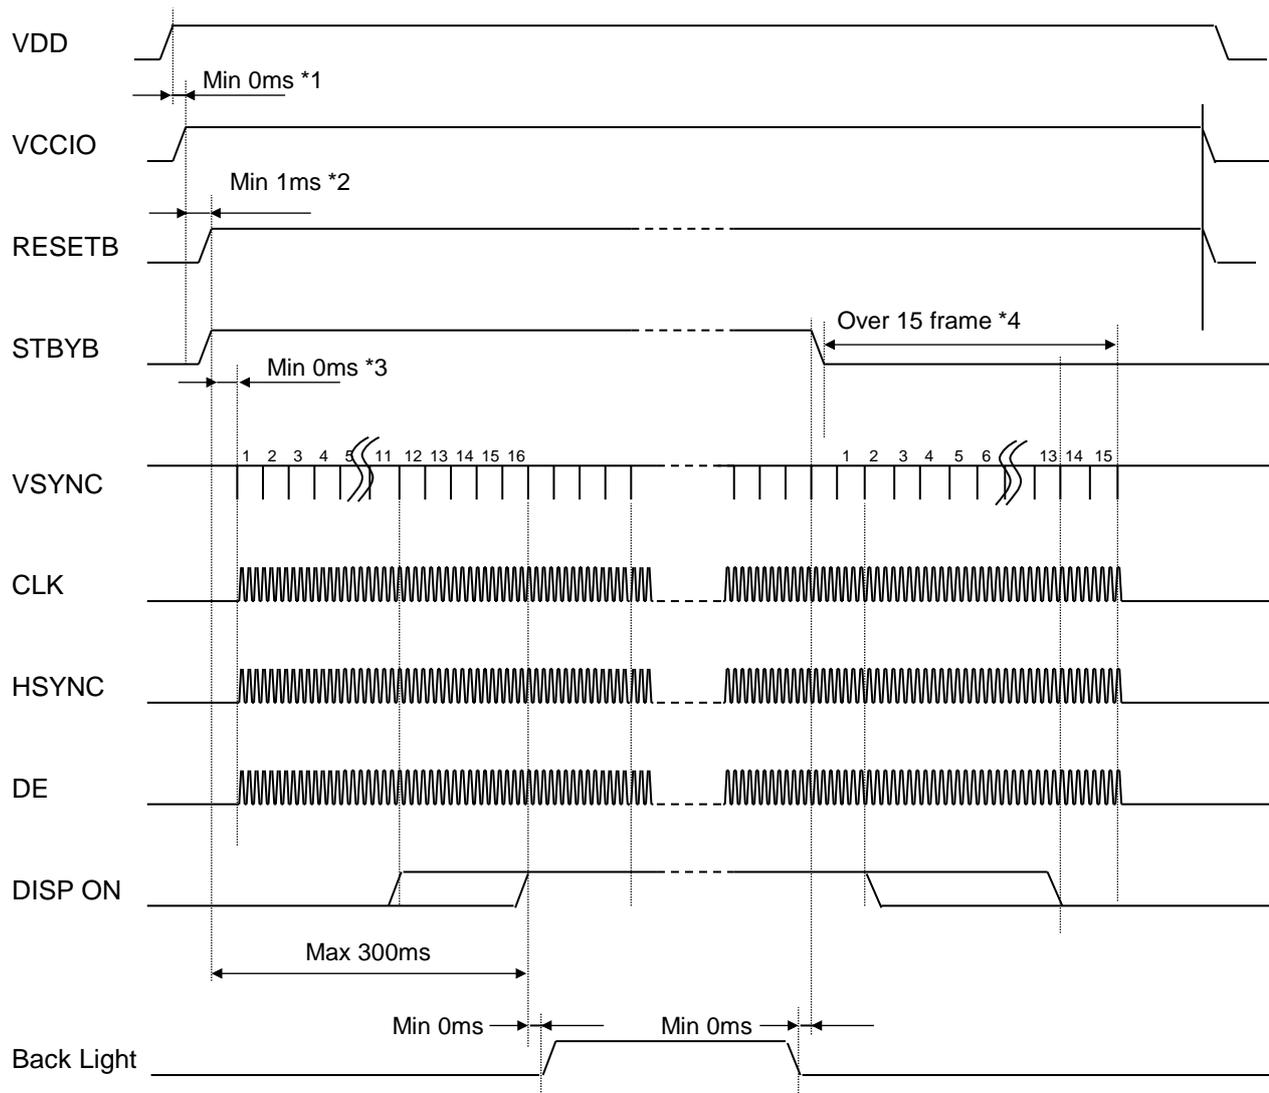 VDD
Min 0ms *1
VCCIO
Min 1ms *2
RESETB
Over 15 frame *4
STBYB
Min 0ms *3
1 2 3 4 5 11 12 13 14 15 16 1 2 3 4 5 6 13 14 15
VSYNC
CLK
HSYNC
DE
DISP ON
Max 300ms
Min 0ms Min 0ms
Back Light